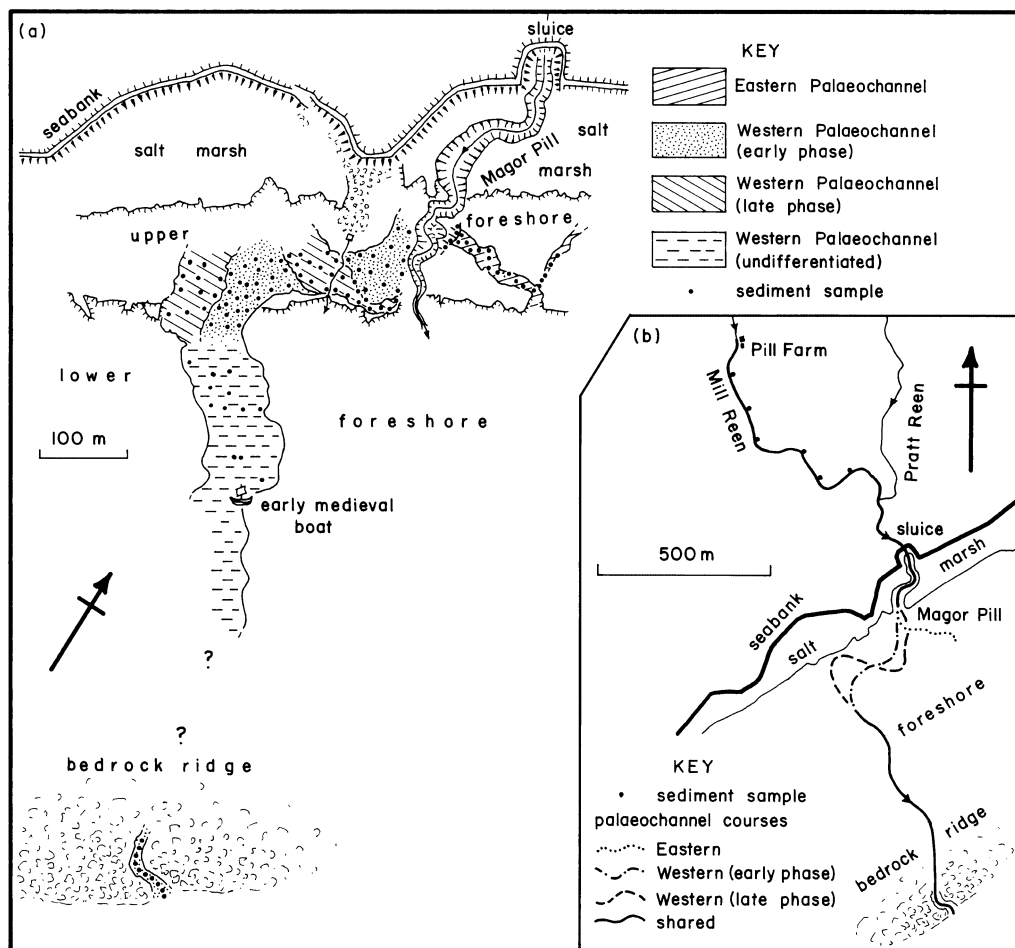 (a)
sluice
seabank
salt marsh
Magor Pill
salt
marsh
upper
foreshore
lower
foreshore
100 m
early medieval
boat
?
?
bedrock ridge
KEY
Eastern Palaeochannel
Western Palaeochannel
(early phase)
Western Palaeochannel
(late phase)
Western Palaeochannel
(undifferentiated)
sediment sample
(b)
Pill Farm
Mill Reen
Pratt Reen
sluice
500 m
marsh
seabank
Magor Pill
salt
foreshore
bedrock ridge
KEY
sediment sample
palaeochannel courses
Eastern
Western (early phase)
Western (late phase)
shared